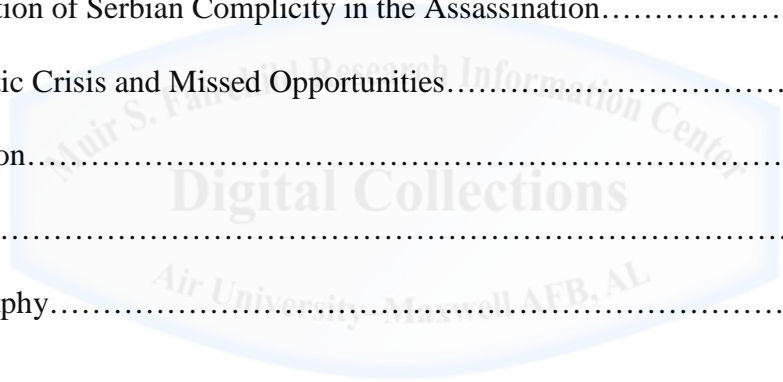 tion of Serbian Complicity in the Assassination………………
tic Crisis and Missed Opportunities…………………………………
on……………………………………………………………………………
………………………………………………………………………………
phy…………………………………………………………………………
Muir S. Fairchild Research Information Center
Digital Collections
Air University Maxwell AFB, AL